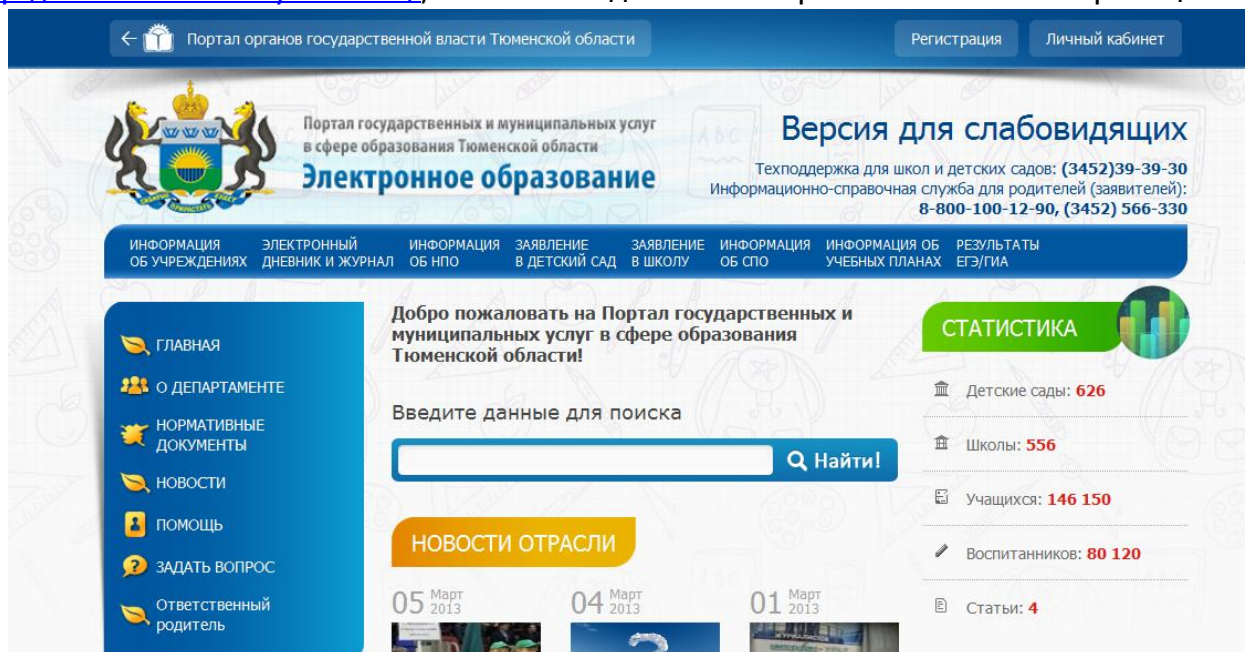 Портал органов государственной власти Тюменской области
Регистрация
Личный кабинет
Портал государственных и муниципальных услуг
в сфере образования Тюменской области
Электронное образование
Версия для слабовидящих
Техподдержка для школ и детских садов: (3452)39-39-30
Информационно-справочная служба для родителей (заявителей):
8-800-100-12-90, (3452) 566-330
ИНФОРМАЦИЯ
ОБ УЧРЕЖДЕНИЯХ
ЭЛЕКТРОННЫЙ
ДНЕВНИК И ЖУРНАЛ
ИНФОРМАЦИЯ
ОБ НПО
ЗАЯВЛЕНИЕ
В ДЕТСКИЙ САД
ЗАЯВЛЕНИЕ
В ШКОЛУ
ИНФОРМАЦИЯ
ОБ СПО
ИНФОРМАЦИЯ ОБ
УЧЕБНЫХ ПЛАНАХ
РЕЗУЛЬТАТЫ
ЕГЭ/ГИА
ГЛАВНАЯ
О ДЕПАРТАМЕНТЕ
НОРМАТИВНЫЕ
ДОКУМЕНТЫ
НОВОСТИ
ПОМОЩЬ
ЗАДАТЬ ВОПРОС
Ответственный
родитель
Добро пожаловать на Портал государственных и
муниципальных услуг в сфере образования
Тюменской области!
Введите данные для поиска
Найти!
НОВОСТИ ОТРАСЛИ
05 Март 2013
04 Март 2013
01 Март 2013
СТАТИСТИКА
Детские сады: 626
Школы: 556
Учащихся: 146 150
Воспитанников: 80 120
Статьи: 4